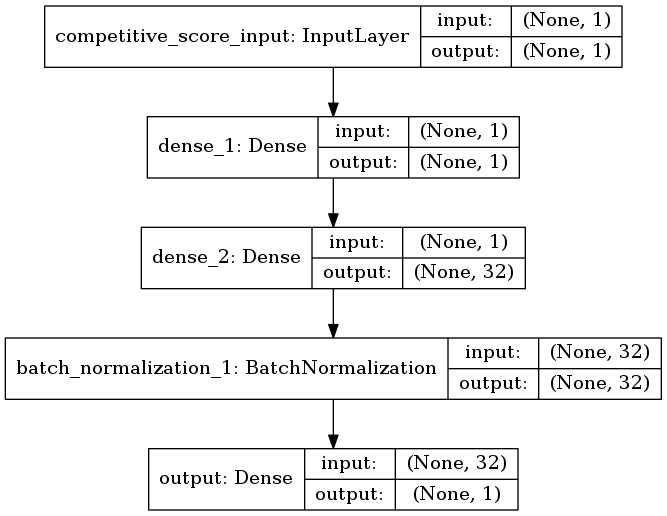 competitive_score_input: InputLayer
input: (None, 1)
output: (None, 1)
dense_1: Dense
input: (None, 1)
output: (None, 1)
dense_2: Dense
input: (None, 1)
output: (None, 32)
batch_normalization_1: BatchNormalization
input: (None, 32)
output: (None, 32)
output: Dense
input: (None, 32)
output: (None, 1)